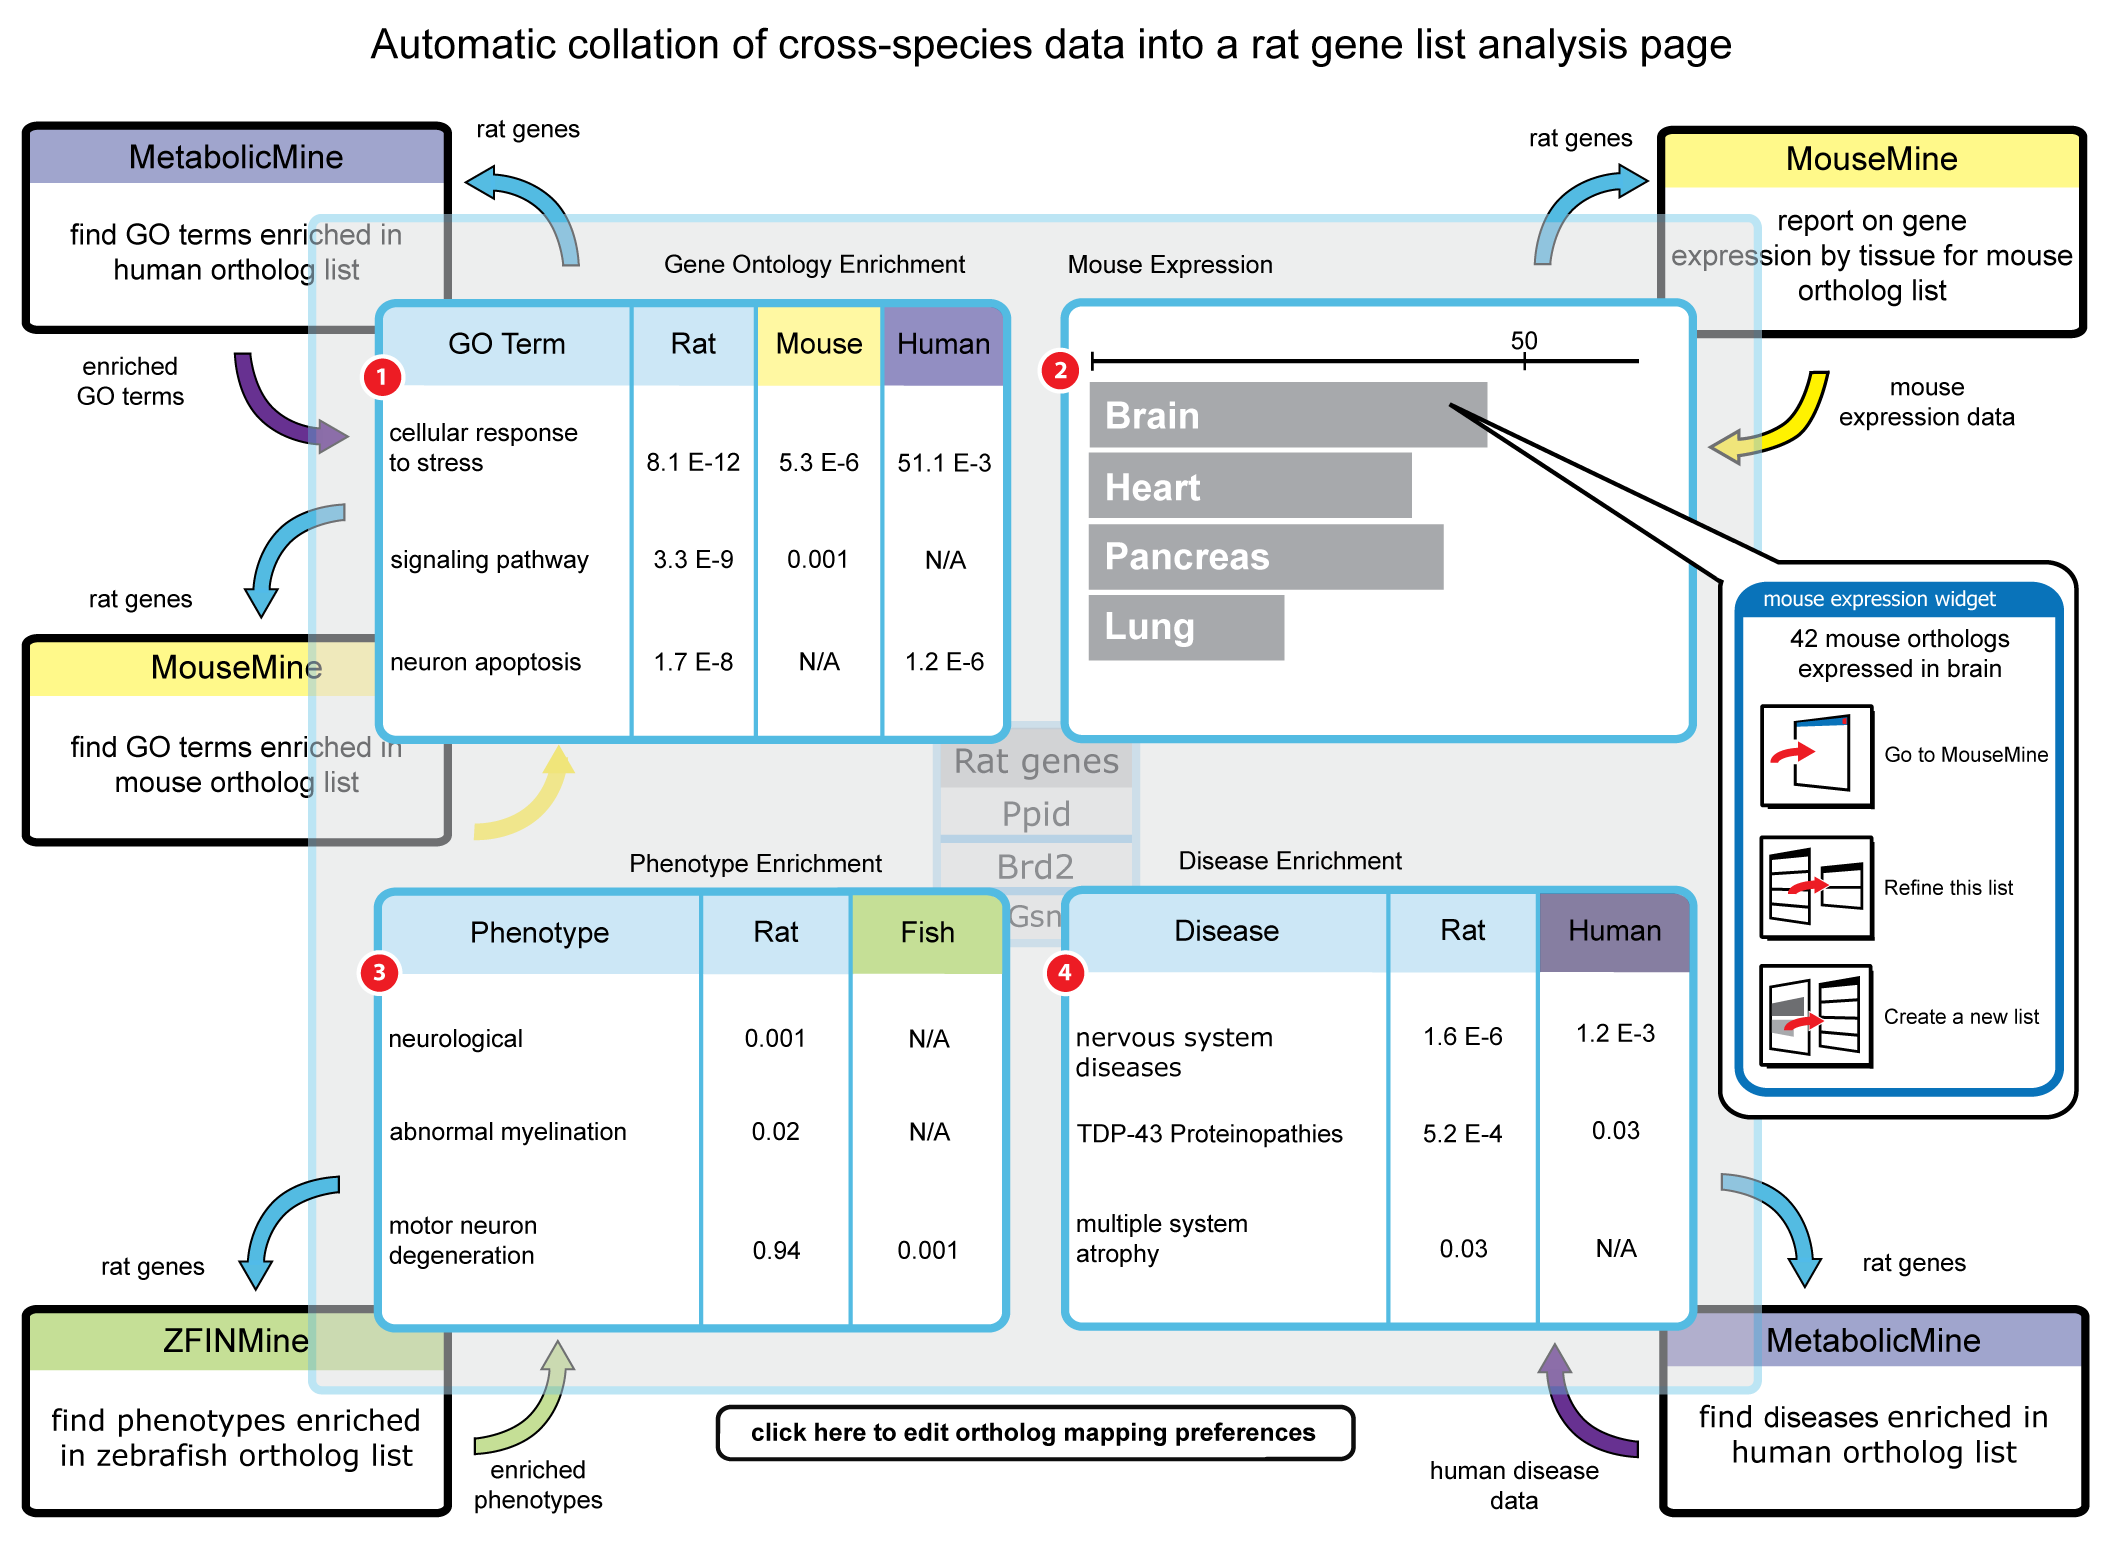 Automatic collation of cross-species data into a rat gene list analysis page
MetabolicMine
find GO terms enriched in
human ortholog list
rat genes
enriched
GO terms
rat genes
MouseMine
report on gene
expression by tissue for mouse
ortholog list
mouse
expression data
Gene Ontology Enrichment
1
GO Term Rat Mouse Human
cellular response
to stress 8.1 E-12 5.3 E-6 51.1 E-3
signaling pathway 3.3 E-9 0.001 N/A
neuron apoptosis 1.7 E-8 N/A 1.2 E-6
Mouse Expression
2
50
Brain
Heart
Pancreas
Lung
mouse expression widget
42 mouse orthologs
expressed in brain
Go to MouseMine
Refine this list
Create a new list
rat genes
MouseMine
find GO terms enriched in
mouse ortholog list
Rat genes
Ppid
Brd2
Gsn
Phenotype Enrichment
3
Phenotype Rat Fish
neurological 0.001 N/A
abnormal myelination 0.02 N/A
motor neuron
degeneration 0.94 0.001
Disease Enrichment
4
Disease Rat Human
nervous system 1.6 E-6 1.2 E-3
diseases
TDP-43 Proteinopathies 5.2 E-4 0.03
multiple system
atrophy 0.03 N/A
rat genes
ZFINMine
find phenotypes enriched
in zebrafish ortholog list
enriched
phenotypes
click here to edit ortholog mapping preferences
human disease
data
rat genes
MetabolicMine
find diseases enriched in
human ortholog list